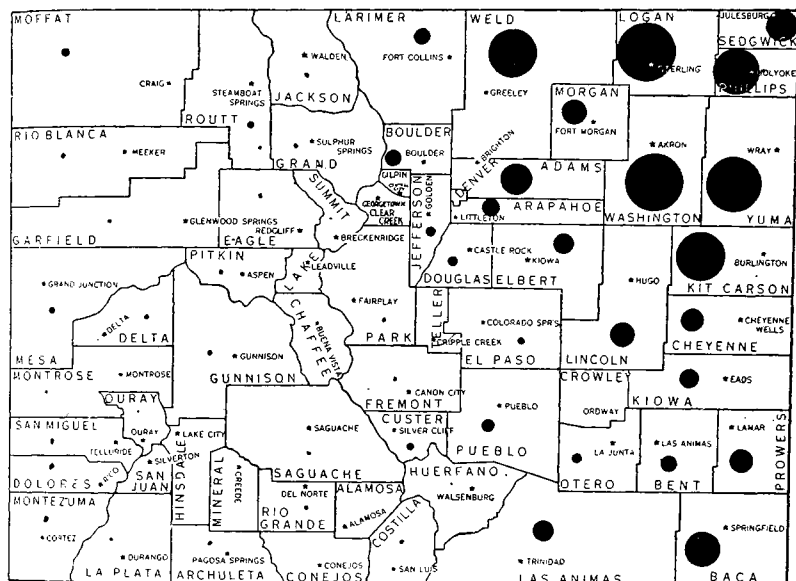 MOFFAT
CRAIG
ROUTT
STEAMBOAT
SPRINGS
WALDEN
JACKSON
LARIMER
FORT COLLINS
WELD
GREELEY
LOGAN
STERLING
JULESBURG
SEDGWICK
HOLYOKE
PHILLIPS
MORGAN
FORT MORGAN
RIO BLANCA
MEEKER
SULPHUR
SPRINGS
GRAND
BOULDER
BOULDER
GILPIN
BRIGHTON
ADAMS
AKRON
WASHINGTON
WRAY
YUMA
SUMMIT
GEORGETOWN
CLEAR
CREEK
JEFFERSON
GOLDEN
DENVER
LITTLETON
ARAPAHOE
GARFIELD
GLENWOOD SPRINGS
REDCLIFF
EAGLE
BRECKENRIDGE
PITKIN
ASPEN
LAKE
LEADVILLE
CASTLE ROCK
DOUGLAS
KIOWA
ELBERT
HUGO
LINCOLN
BURLINGTON
KIT CARSON
GRAND JUNCTION
MESA
DELTA
DELTA
GUNNISON
GUNNISON
CHAFFEE
BUENA VISTA
FAIRPLAY
PARK
TELLER
CRIPPLE CREEK
COLORADO SPR'S
EL PASO
CHEYENNE
WELLS
CHEYENNE
MONTROSE
MONTROSE
OURAY
OURAY
CANON CITY
FREMONT
CROWLEY
ORDWAY
EADS
KIOWA
SAN MIGUEL
TELLURIDE
LAKE CITY
HINSDALE
SAGUACHE
SAGUACHE
CUSTER
SILVER CLIFF
PUEBLO
PUEBLO
LA JUNTA
OTERO
LAS ANIMAS
BENT
LAMAR
PROWERS
DOLORES
RICO
SILVERTON
SAN
JUAN
MINERAL
CREEDE
DEL NORTE
RIO
GRANDE
ALAMOSA
ALAMOSA
HUERFANO
WALSENBURG
MONTEZUMA
CORTEZ
DURANGO
LA PLATA
PAGOSA SPRINGS
ARCHULETA
CONEJOS
CONEJOS
COSTILLA
SAN LUIS
TRINIDAD
LAS ANIMAS
SPRINGFIELD
BACA